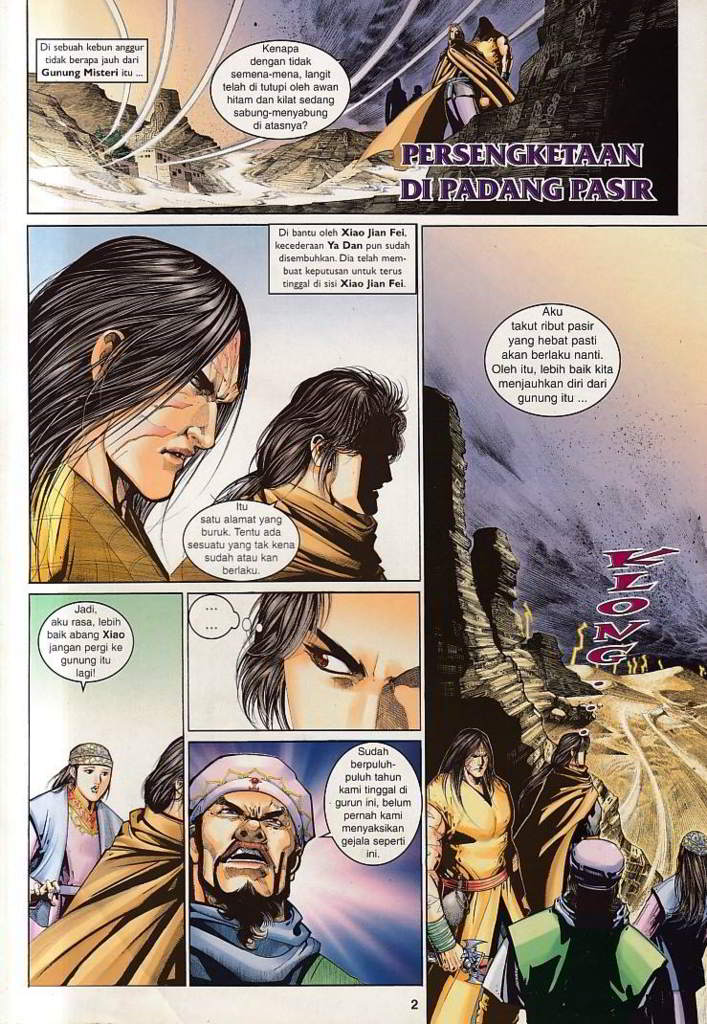 Di sebuah kebun anggur
tidak berapa jauh dari
Gunung Misteri itu ...
Kenapa
dengan tidak
semena-mena, langit
telah di tutupi oleh awan
hitam dan kilat sedang
sabung-menyabung
di atasnya?
PERSENGKETAAN
DI PADANG PASIR
Di bantu oleh Xiao Jian Fei,
kecederaan Ya Dan pun sudah
disembuhkan. Dia telah mem-
buat keputusan untuk terus
tinggal di sisi Xiao Jian Fei.
Itu
satu alamat yang
buruk. Tentu ada
sesuatu yang tak kena
sudah atau kan
berlaku.
Aku
takut ribut pasir
yang hebat pasti
akan berlaku nanti.
Oleh itu, lebih baik kita
menjauhkan diri dari
gunung itu ...
KLONG...
Jadi,
aku rasa, lebih
baik abang Xiao
jangan pergi ke
gunung itu
lagi!
...
...
Sudah
berpuluh-
puluh tahun
kami tinggal di
gurun ini, belum
pernah kami
menyaksikan
gejala seperti
ini.
2